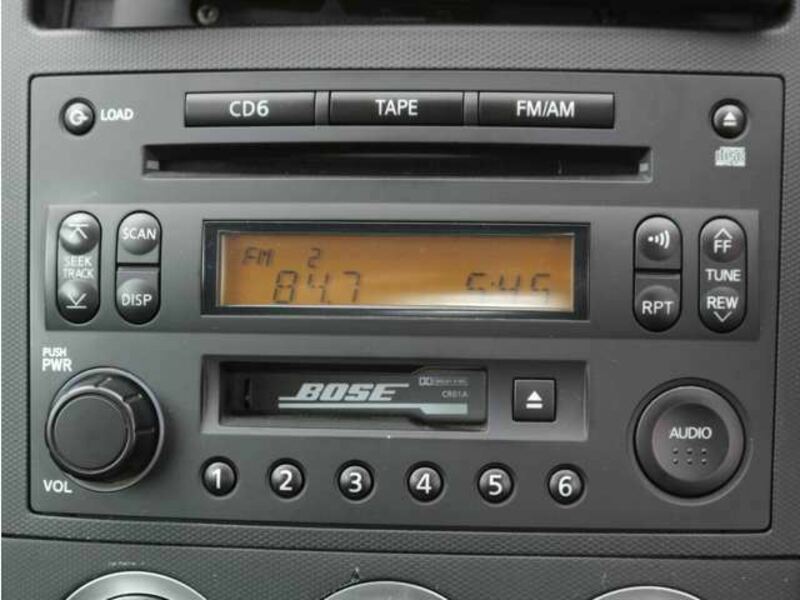 LOAD
CD6
TAPE
FM/AM
SEEK
TRACK
SCAN
DISP
FM 2
84.7 5:45
RPT
FF
TUNE
REW
PUSH
PWR
VOL
BOSE
CR01A
AUDIO
1 2 3 4 5 6